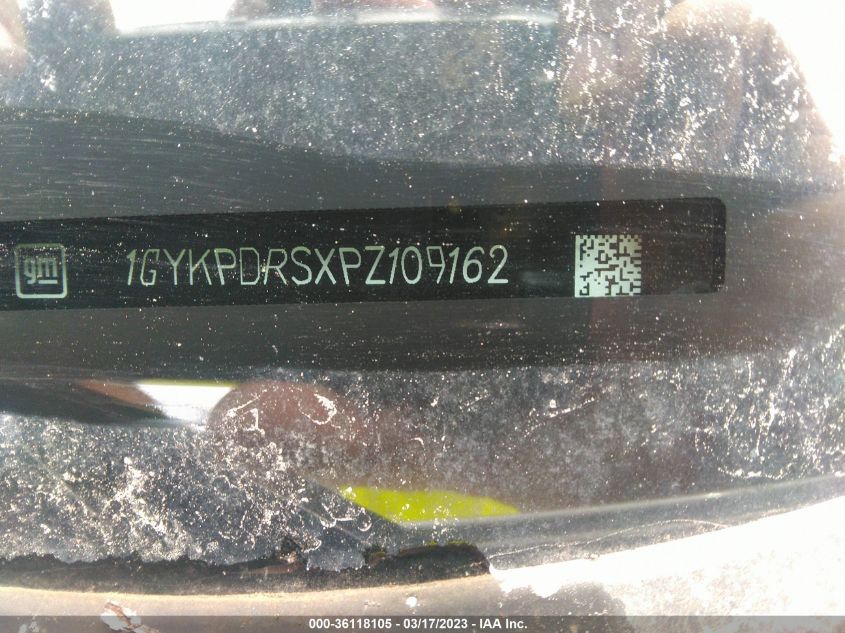 gm 1GYKPDRSXPZ109162
000-36118105 — 03/17/2023 — IAA Inc.